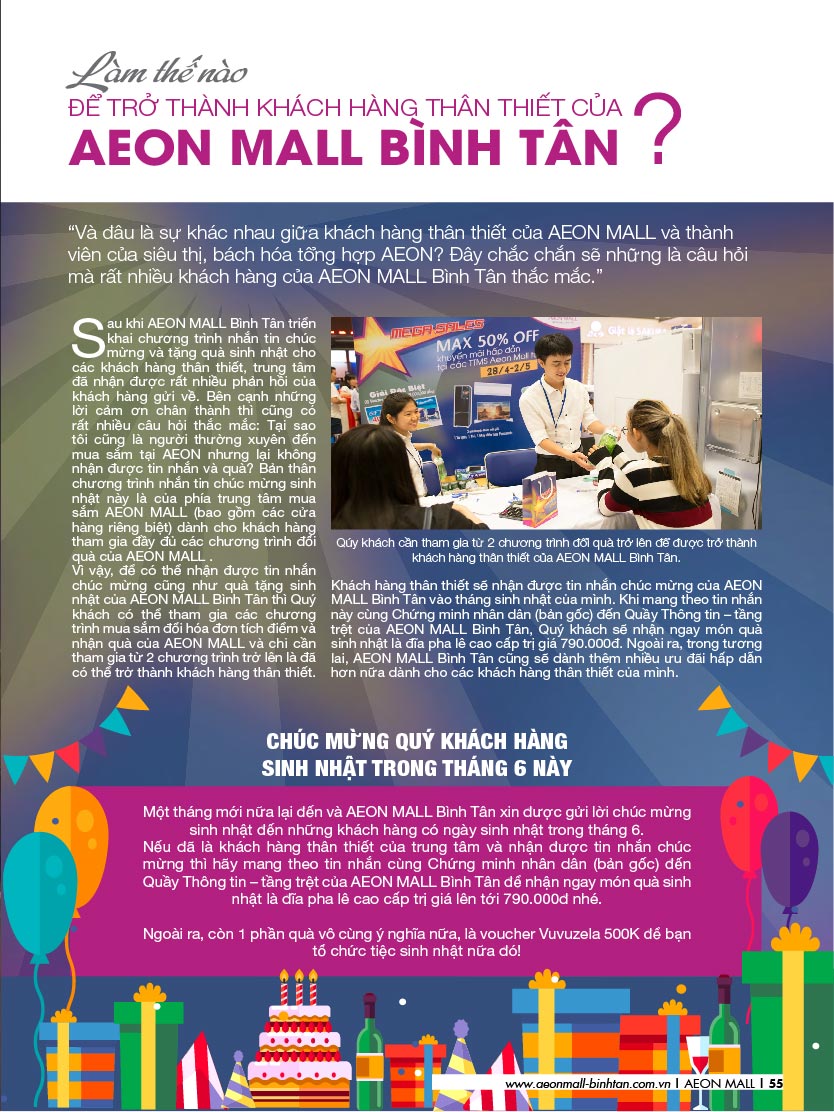 Làm thế nào
ĐỂ TRỞ THÀNH KHÁCH HÀNG THÂN THIẾT CỦA
AEON MALL BÌNH TÂN ?
“Và dâu là sự khác nhau giữa khách hàng thân thiết của AEON MALL và thành
viên của siêu thị, bách hóa tổng hợp AEON? Đây chắc chắn sẽ những là câu hỏi
mà rất nhiều khách hàng của AEON MALL Bình Tân thắc mắc.”
Sau khi AEON MALL Bình Tân triển
khai chương trình nhắn tin chúc
mừng và tặng quà sinh nhật cho
các khách hàng thân thiết, trung tâm
đã nhận được rất nhiều phản hồi của
khách hàng gửi về. Bên cạnh những
lời cảm ơn chân thành thì cũng có
rất nhiều câu hỏi thắc mắc: Tại sao
tôi cũng là người thường xuyên đến
mua sắm tại AEON nhưng lại không
nhận được tin nhắn và quà? Bản thân
chương trình nhắn tin chúc mừng sinh
nhật này là của phía trung tâm mua
sắm AEON MALL (bao gồm các cửa
hàng riêng biệt) dành cho khách hàng
tham gia đầy đủ các chương trình đổi
quà của AEON MALL .
Vì vậy, để có thể nhận được tin nhắn
chúc mừng cũng như quà tặng sinh
nhật của AEON MALL Bình Tân thì Quý
khách có thể tham gia các chương
trình mua sắm đổi hóa đơn tích điểm và
nhận quà của AEON MALL và chỉ cần
tham gia từ 2 chương trình trở lên là đã
có thể trở thành khách hàng thân thiết.
MEGA SALES
MAX 50% OFF
khuyến mãi hấp dẫn
tại các TTMS Aeon Mall
28/4-2/5
Giải Đặc Biệt
Qúy khách cần tham gia từ 2 chương trình đổi quà trở lên để được trở thành
khách hàng thân thiết của AEON MALL Bình Tân.
Khách hàng thân thiết sẽ nhận được tin nhắn chúc mừng của AEON
MALL Bình Tân vào tháng sinh nhật của mình. Khi mang theo tin nhắn
này cùng Chứng minh nhân dân (bản gốc) đến Quầy Thông tin – tầng
trệt của AEON MALL Bình Tân, Quý khách sẽ nhận ngay món quà
sinh nhật là đĩa pha lê cao cấp trị giá 790.000đ. Ngoài ra, trong tương
lai, AEON MALL Bình Tân cũng sẽ dành thêm nhiều ưu đãi hấp dẫn
hơn nữa dành cho các khách hàng thân thiết của mình.
CHÚC MỪNG QUÝ KHÁCH HÀNG
SINH NHẬT TRONG THÁNG 6 NÀY
Một tháng mới nữa lại đến và AEON MALL Bình Tân xin được gửi lời chúc mừng
sinh nhật đến những khách hàng có ngày sinh nhật trong tháng 6.
Nếu đã là khách hàng thân thiết của trung tâm và nhận được tin nhắn chúc
mừng thì hãy mang theo tin nhắn cùng Chứng minh nhân dân (bản gốc) đến
Quầy Thông tin – tầng trệt của AEON MALL Bình Tân để nhận ngay món quà sinh
nhật là đĩa pha lê cao cấp trị giá lên tới 790.000đ nhé.
Ngoài ra, còn 1 phần quà vô cùng ý nghĩa nữa, là voucher Vuvuzela 500K để bạn
tổ chức tiệc sinh nhật nữa đó!
www.aeonmall-binhtan.com.vn | AEON MALL | 55